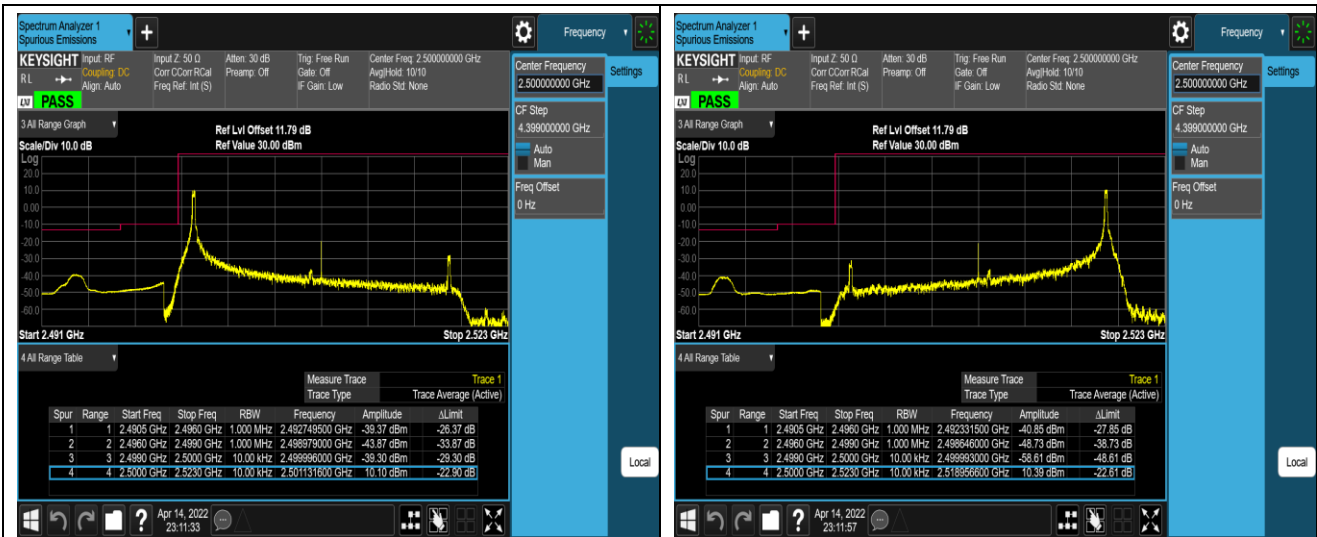 Spectrum Analyzer 1
Spurious Emissions
+
Frequency
KEYSIGHT Input: RF Input Z: 50 Ω Atten: 30 dB Trig: Free Run Center Freq: 2.500000000 GHz
Coupling: DC Corr CCorr RCal Preamp: Off Gate: Off Avg|Hold: 10/10
RL Align: Auto Freq Ref: Int (S) IF Gain: Low Radio Std: None
LXI PASS
Center Frequency
2.500000000 GHz
Settings
CF Step
4.399000000 GHz
Auto
Man
Freq Offset
0 Hz
3 All Range Graph
Ref Lvl Offset 11.79 dB
Scale/Div 10.0 dB Ref Value 30.00 dBm
Log
20.0
10.0
0.00
-10.0
-20.0
-30.0
-40.0
-50.0
-60.0
Start 2.491 GHz Stop 2.523 GHz
4 All Range Table
Measure Trace Trace 1
Trace Type Trace Average (Active)
Spur Range Start Freq Stop Freq RBW Frequency Amplitude ΔLimit
1 1 2.4905 GHz 2.4960 GHz 1.000 MHz 2.492749500 GHz -39.37 dBm -26.37 dB
2 2 2.4960 GHz 2.4990 GHz 1.000 MHz 2.498979000 GHz -43.87 dBm -33.87 dB
3 3 2.4990 GHz 2.5000 GHz 10.00 kHz 2.499996000 GHz -39.30 dBm -29.30 dB
4 4 2.5000 GHz 2.5230 GHz 10.00 kHz 2.501131600 GHz 10.10 dBm -22.90 dB
Local
?
Apr 14, 2022
23:11:33
Spectrum Analyzer 1
Spurious Emissions
+
Frequency
KEYSIGHT Input: RF Input Z: 50 Ω Atten: 30 dB Trig: Free Run Center Freq: 2.500000000 GHz
Coupling: DC Corr CCorr RCal Preamp: Off Gate: Off Avg|Hold: 10/10
RL Align: Auto Freq Ref: Int (S) IF Gain: Low Radio Std: None
LXI PASS
Center Frequency
2.500000000 GHz
Settings
CF Step
4.399000000 GHz
Auto
Man
Freq Offset
0 Hz
3 All Range Graph
Ref Lvl Offset 11.79 dB
Scale/Div 10.0 dB Ref Value 30.00 dBm
Log
20.0
10.0
0.00
-10.0
-20.0
-30.0
-40.0
-50.0
-60.0
Start 2.491 GHz Stop 2.523 GHz
4 All Range Table
Measure Trace Trace 1
Trace Type Trace Average (Active)
Spur Range Start Freq Stop Freq RBW Frequency Amplitude ΔLimit
1 1 2.4905 GHz 2.4960 GHz 1.000 MHz 2.492331500 GHz -40.85 dBm -27.85 dB
2 2 2.4960 GHz 2.4990 GHz 1.000 MHz 2.498646000 GHz -48.73 dBm -38.73 dB
3 3 2.4990 GHz 2.5000 GHz 10.00 kHz 2.499993000 GHz -58.61 dBm -48.61 dB
4 4 2.5000 GHz 2.5230 GHz 10.00 kHz 2.518956600 GHz 10.39 dBm -22.61 dB
Local
?
Apr 14, 2022
23:11:57